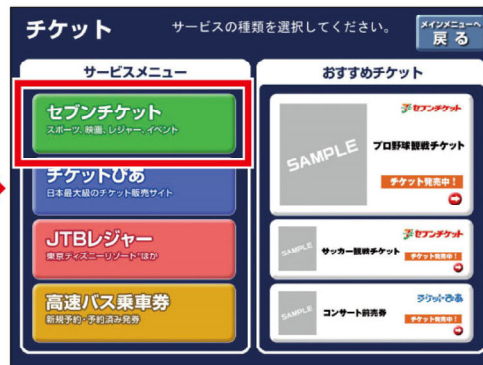 チケット
サービスの種類を選択してください。
メインメニューへ
戻る
サービスメニュー
セブンチケット
スポーツ、映画、レジャー、イベント
チケットぴあ
日本最大級のチケット販売サイト
JTBレジャー
東京ディズニーリゾート®ほか
高速バス乗車券
新規予約・予約済み発券
おすすめチケット
セブンチケット
SAMPLE
プロ野球観戦チケット
チケット発売中!
セブンチケット
SAMPLE
サッカー観戦チケット
チケット発売中!
チケットぴあ
SAMPLE
コンサート前売券
チケット発売中!